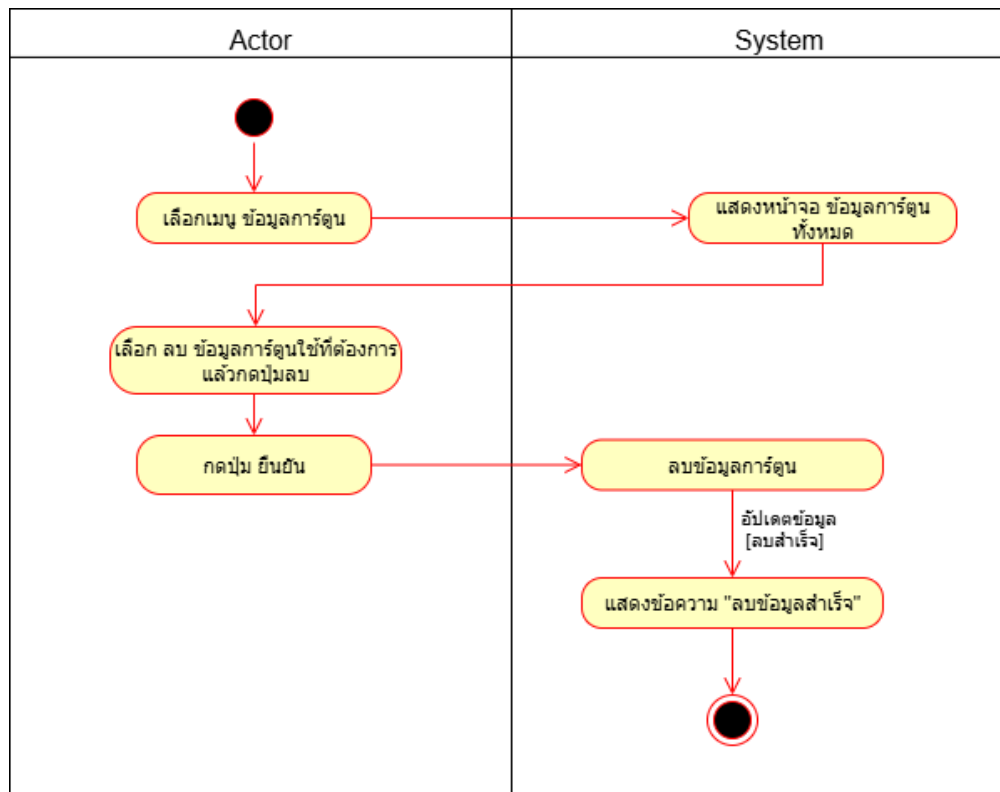 Actor
System
เลือกเมนู ข้อมูลการ์ตูน
แสดงหน้าจอ ข้อมูลการ์ตูน
ทั้งหมด
เลือก ลบ ข้อมูลการ์ตูนใช้ที่ต้องการ
แล้วกดปุ่มลบ
กดปุ่ม ยืนยัน
ลบข้อมูลการ์ตูน
อัปเดตข้อมูล
[ลบสำเร็จ]
แสดงข้อความ "ลบข้อมูลสำเร็จ"